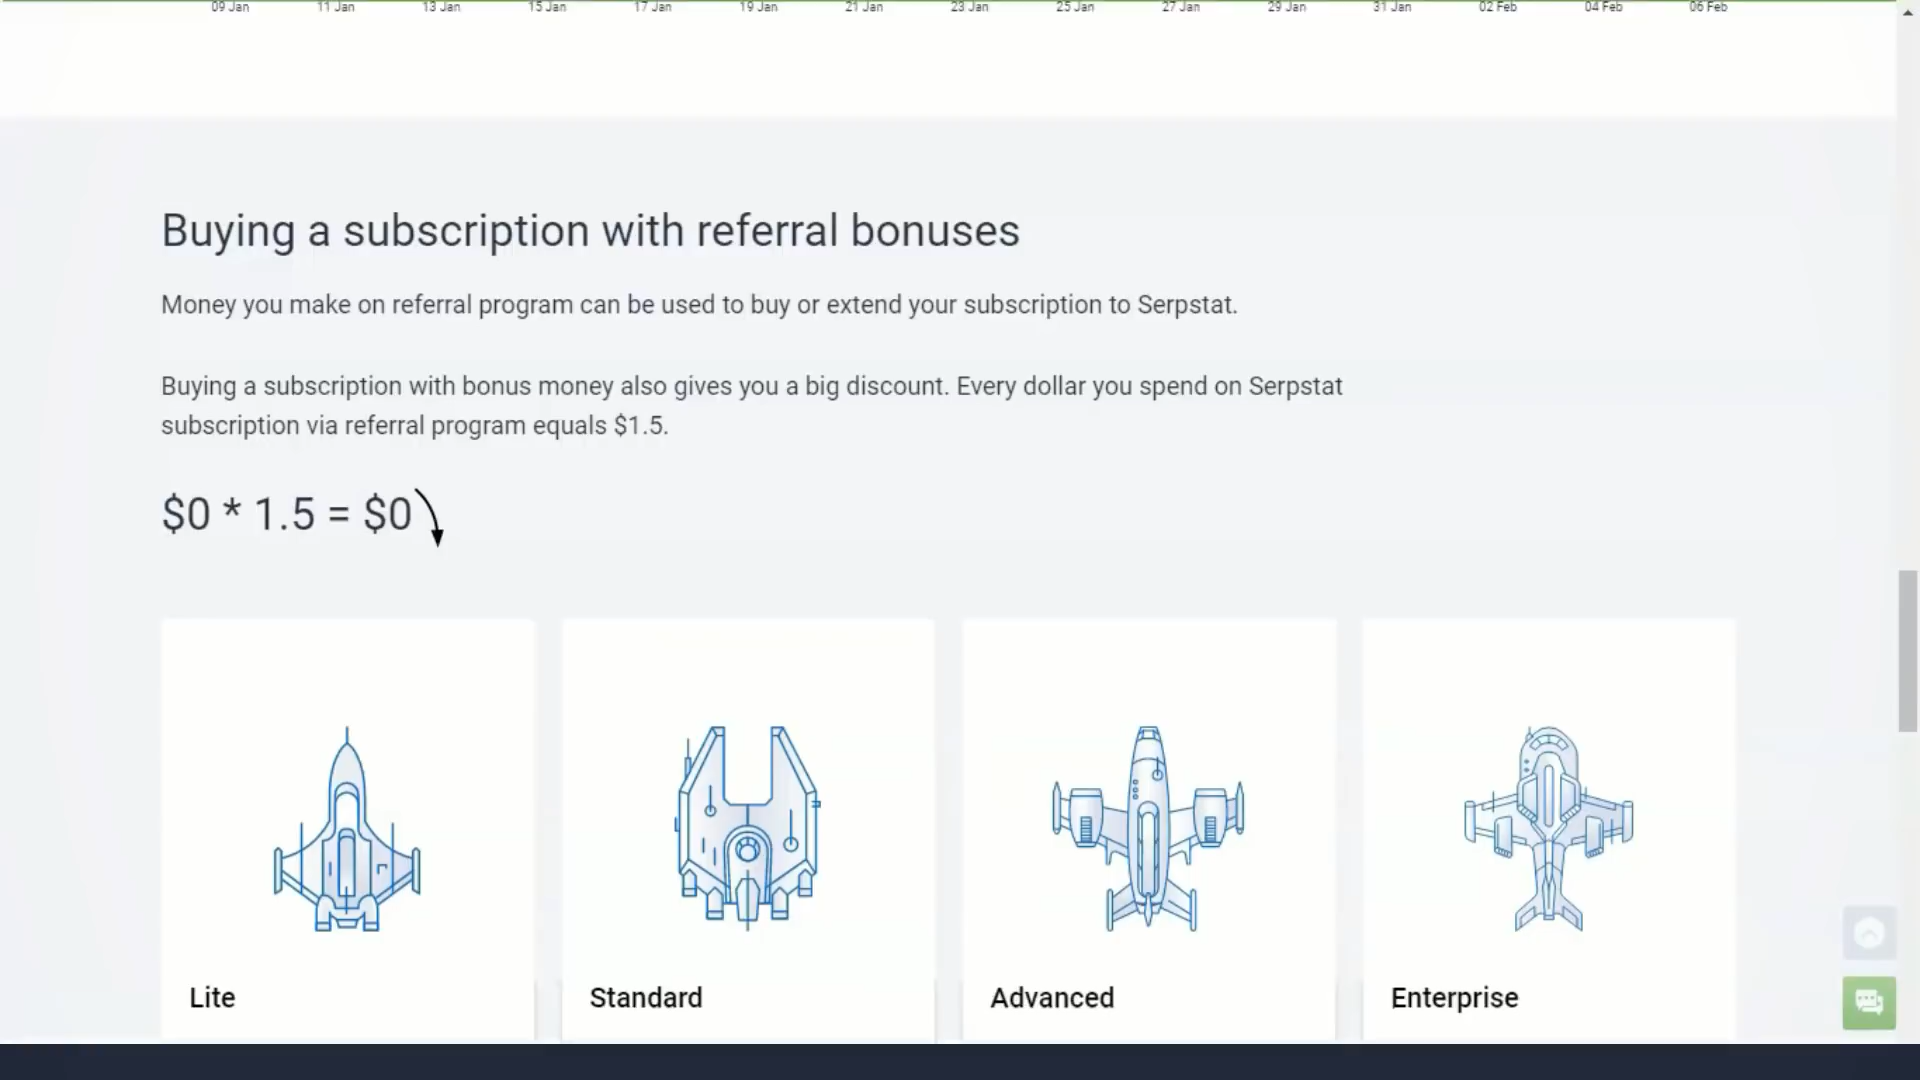 09 Jan 11 Jan 13 Jan 15 Jan 17 Jan 19 Jan 21 Jan 23 Jan 25 Jan 27 Jan 29 Jan 31 Jan 02 Feb 04 Feb 06 Feb
Buying a subscription with referral bonuses
Money you make on referral program can be used to buy or extend your subscription to Serpstat.
Buying a subscription with bonus money also gives you a big discount. Every dollar you spend on Serpstat
subscription via referral program equals $1.5.
$0 * 1.5 = $0
Lite
Standard
Advanced
Enterprise